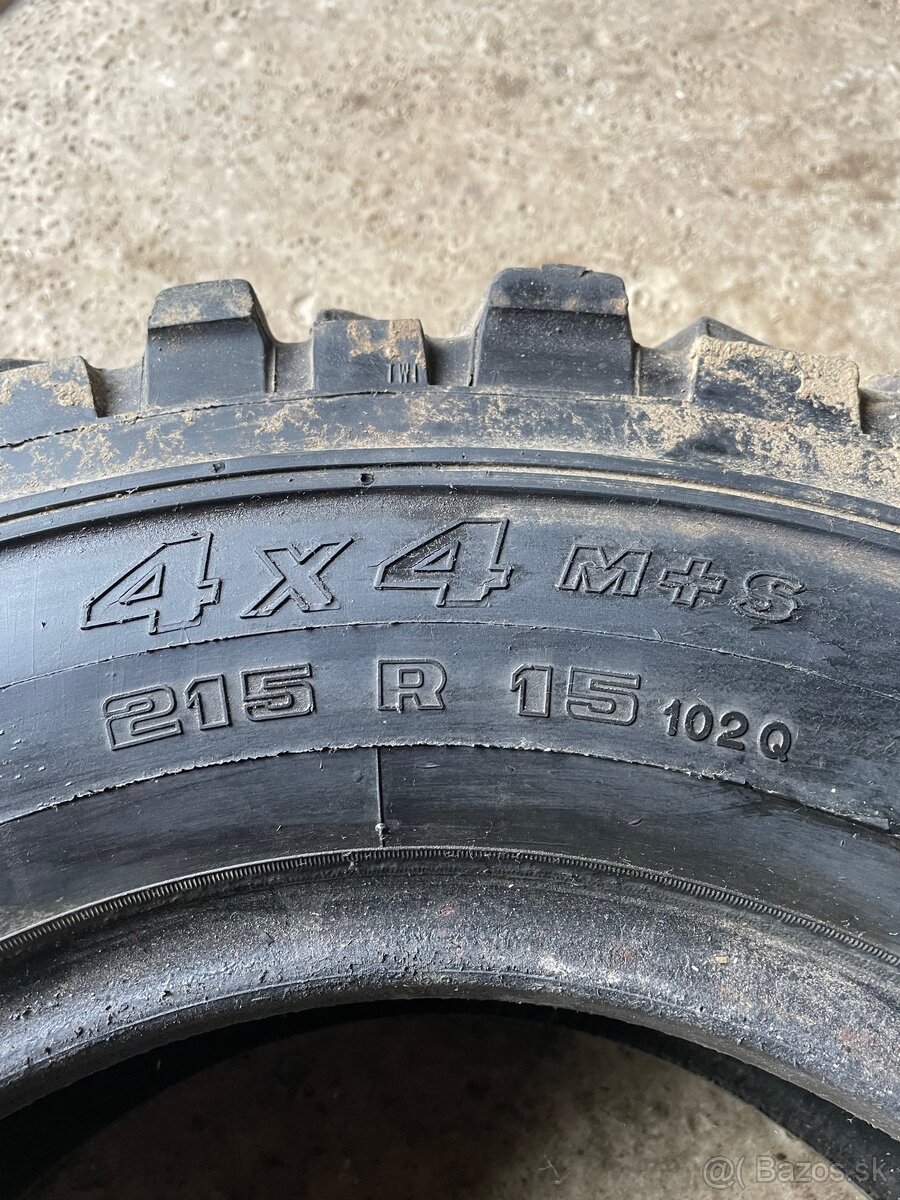 TWI
4x4 M+S
215 R 15 102Q
@( Bazos.sk